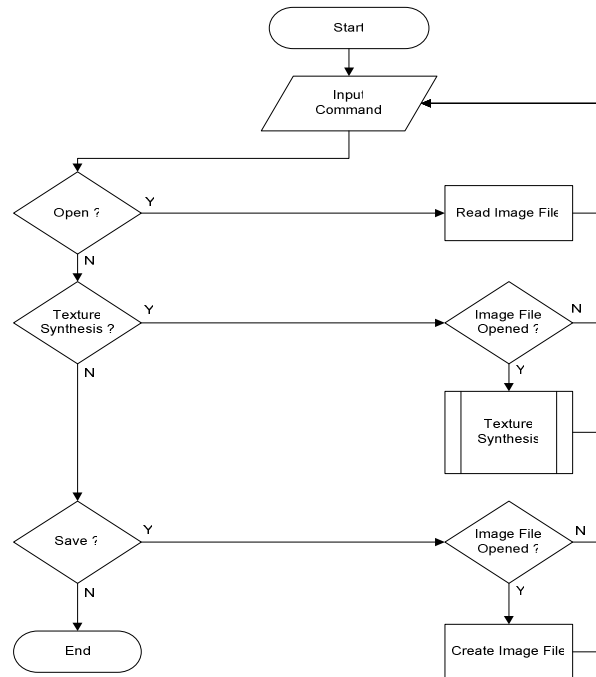 Start
Input
Command
Open ?
Y
Read Image File
N
Texture
Synthesis ?
Y
Image File
Opened ?
N
N
Y
Texture
Synthesis
Save ?
Y
Image File
Opened ?
N
N
Y
End
Create Image File